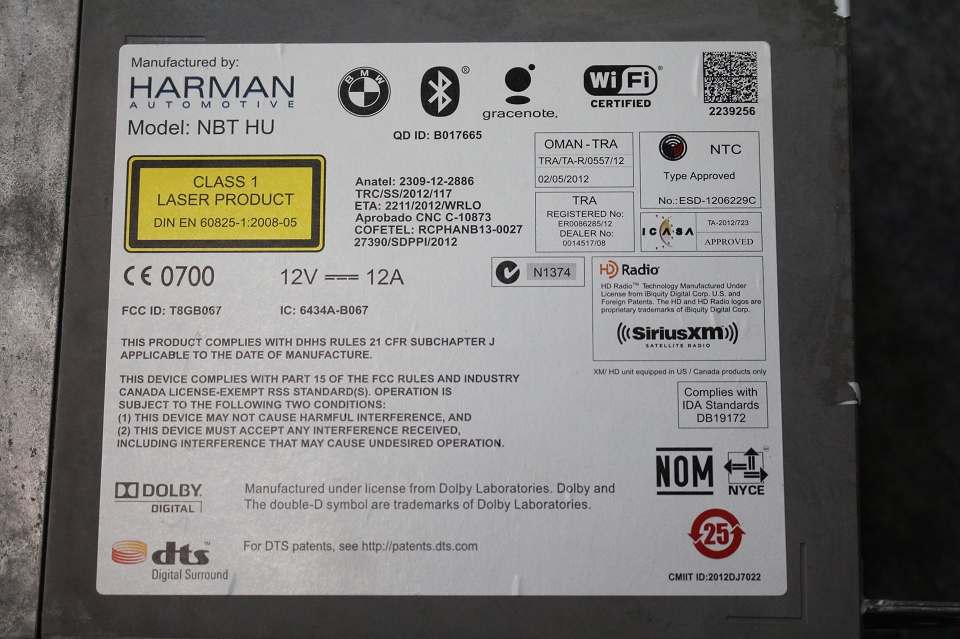 Manufactured by:
HARMAN
AUTOMOTIVE
Model: NBT HU
BMW
®
QD ID: B017665
gracenote.
Wi Fi ®
CERTIFIED
2239256
CLASS 1
LASER PRODUCT
DIN EN 60825-1:2008-05
Anatel: 2309-12-2886
TRC/SS/2012/117
ETA: 2211/2012/WRLO
Aprobado CNC C-10873
COFETEL: RCPHANB13-0027
27390/SDPPI/2012
OMAN - TRA
TRA/TA-R/0557/12
02/05/2012
TRA
REGISTERED No:
ER0086285/12
DEALER No:
0014517/08
NTC
Type Approved
No.: ESD-1206229C
ICASA
TA-2012/723
APPROVED
CE 0700
12V 12A
N1374
FCC ID: T8GB067
IC: 6434A-B067
HD Radio™
HD Radio™ Technology Manufactured Under
License from iBiquity Digital Corp. U.S. and
Foreign Patents. The HD and HD Radio logos are
proprietary trademarks of iBiquity Digital Corp.
((SiriusXM))
SATELLITE RADIO
XM/ HD unit equipped in US / Canada products only
THIS PRODUCT COMPLIES WITH DHHS RULES 21 CFR SUBCHAPTER J
APPLICABLE TO THE DATE OF MANUFACTURE.
THIS DEVICE COMPLIES WITH PART 15 OF THE FCC RULES AND INDUSTRY
CANADA LICENSE-EXEMPT RSS STANDARD(S). OPERATION IS
SUBJECT TO THE FOLLOWING TWO CONDITIONS:
(1) THIS DEVICE MAY NOT CAUSE HARMFUL INTERFERENCE, AND
(2) THIS DEVICE MUST ACCEPT ANY INTERFERENCE RECEIVED,
INCLUDING INTERFERENCE THAT MAY CAUSE UNDESIRED OPERATION.
Complies with
IDA Standards
DB19172
NOM
NYCE
DOLBY.
DIGITAL
Manufactured under license from Dolby Laboratories. Dolby and
The double-D symbol are trademarks of Dolby Laboratories.
25
dts™
Digital Surround
For DTS patents, see http://patents.dts.com
CMIIT ID:2012DJ7022